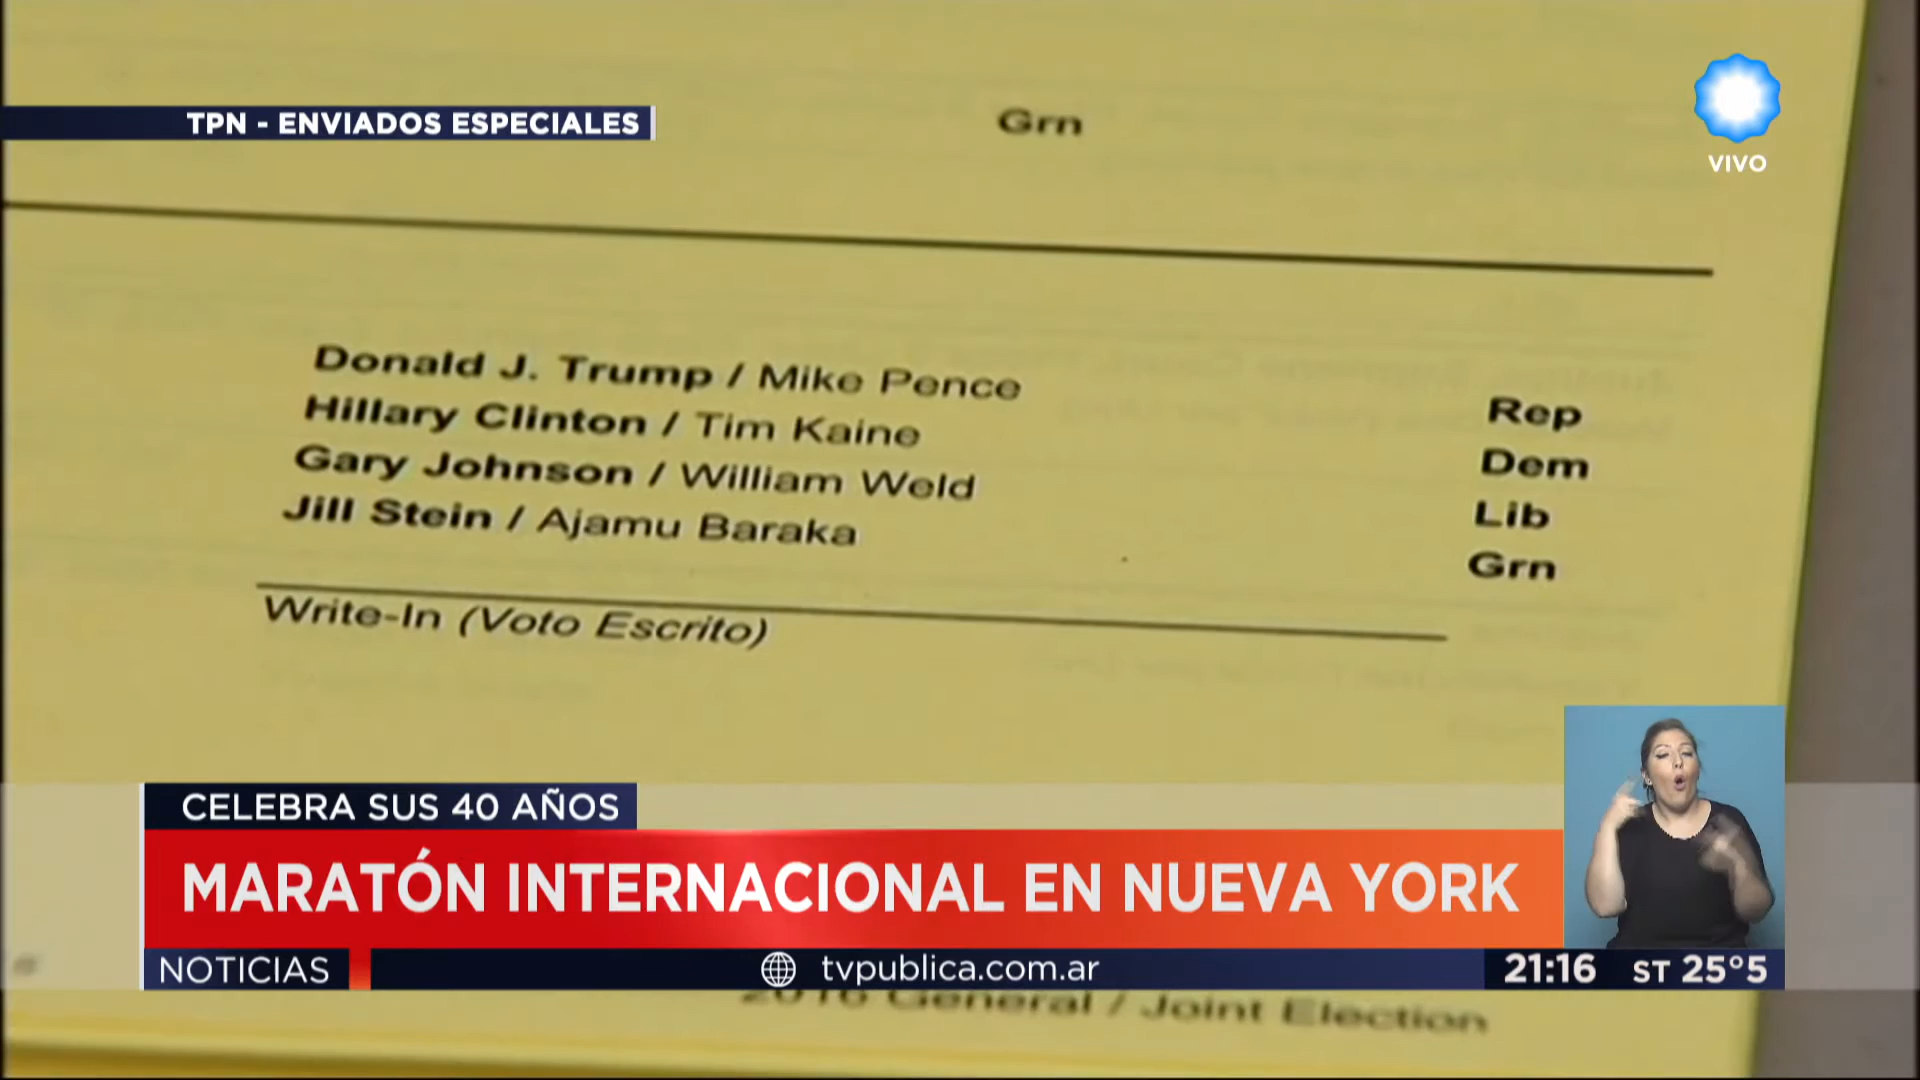 TPN - ENVIADOS ESPECIALES
Grn
VIVO
Donald J. Trump / Mike Pence Rep
Hillary Clinton / Tim Kaine Dem
Gary Johnson / William Weld Lib
Jill Stein / Ajamu Baraka Grn
Write-In (Voto Escrito)
CELEBRA SUS 40 AÑOS
MARATÓN INTERNACIONAL EN NUEVA YORK
NOTICIAS
tvpublica.com.ar
21:16 ST 25°5
2016 General / Joint Election